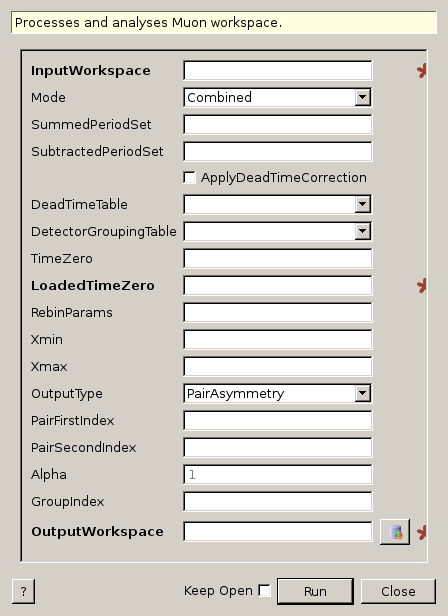 Processes and analyses Muon workspace.
InputWorkspace
Mode Combined
SummedPeriodSet
SubtractedPeriodSet
ApplyDeadTimeCorrection
DeadTimeTable
DetectorGroupingTable
TimeZero
LoadedTimeZero
RebinParams
Xmin
Xmax
OutputType PairAsymmetry
PairFirstIndex
PairSecondIndex
Alpha 1
GroupIndex
OutputWorkspace
? Keep Open Run Close